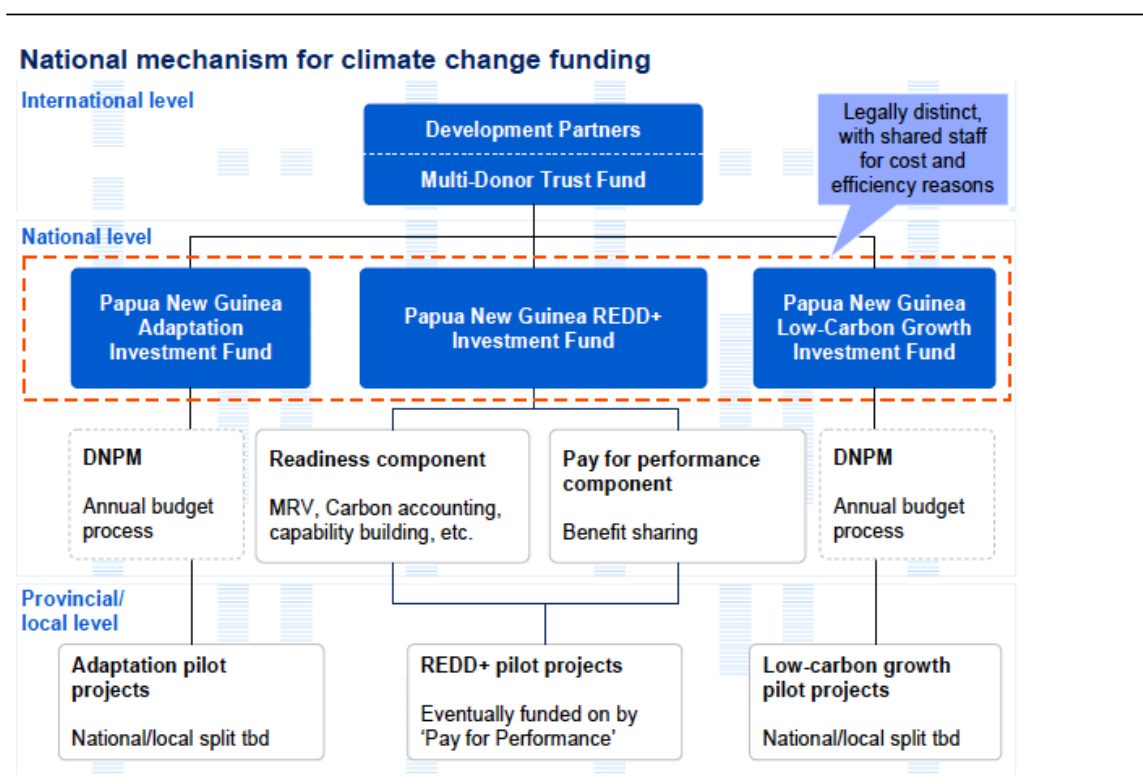 National mechanism for climate change funding
International level
Development Partners
Multi-Donor Trust Fund
Legally distinct,
with shared staff
for cost and
efficiency reasons
National level
Papua New Guinea
Adaptation
Investment Fund
Papua New Guinea REDD+
Investment Fund
Papua New Guinea
Low-Carbon Growth
Investment Fund
DNPM
Annual budget
process
Readiness component
MRV, Carbon accounting,
capability building, etc.
Pay for performance
component
Benefit sharing
DNPM
Annual budget
process
Provincial/
local level
Adaptation pilot
projects
National/local split tbd
REDD+ pilot projects
Eventually funded on by
‘Pay for Performance’
Low-carbon growth
pilot projects
National/local split tbd